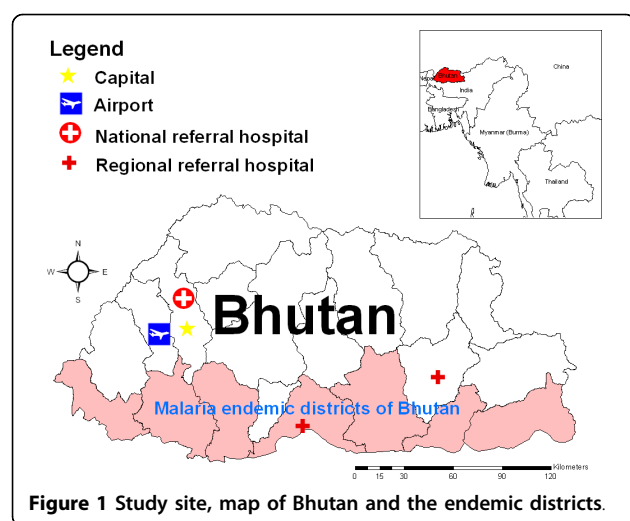 Legend
Capital
Airport
National referral hospital
Regional referral hospital
China
Nepal
Bhutan
India
Bangladesh
Myanmar (Burma)
Thailand
N
W E
S
Bhutan
Malaria endemic districts of Bhutan
Kilometers
0 15 30 60 90 120
Figure 1 Study site, map of Bhutan and the endemic districts.